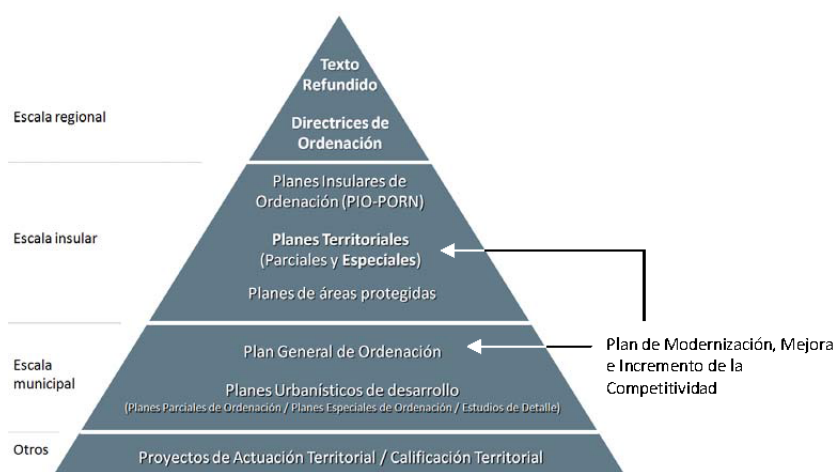 Texto
Refundido
Escala regional
Directrices de
Ordenación
Planes Insulares de
Ordenación (PIO-PORN)
Escala insular
Planes Territoriales
(Parciales y Especiales)
Planes de áreas protegidas
Escala
municipal
Plan General de Ordenación
Planes Urbanísticos de desarrollo
(Planes Parciales de Ordenación / Planes Especiales de Ordenación / Estudios de Detalle)
Plan de Modernización, Mejora
e Incremento de la
Competitividad
Otros
Proyectos de Actuación Territorial / Calificación Territorial